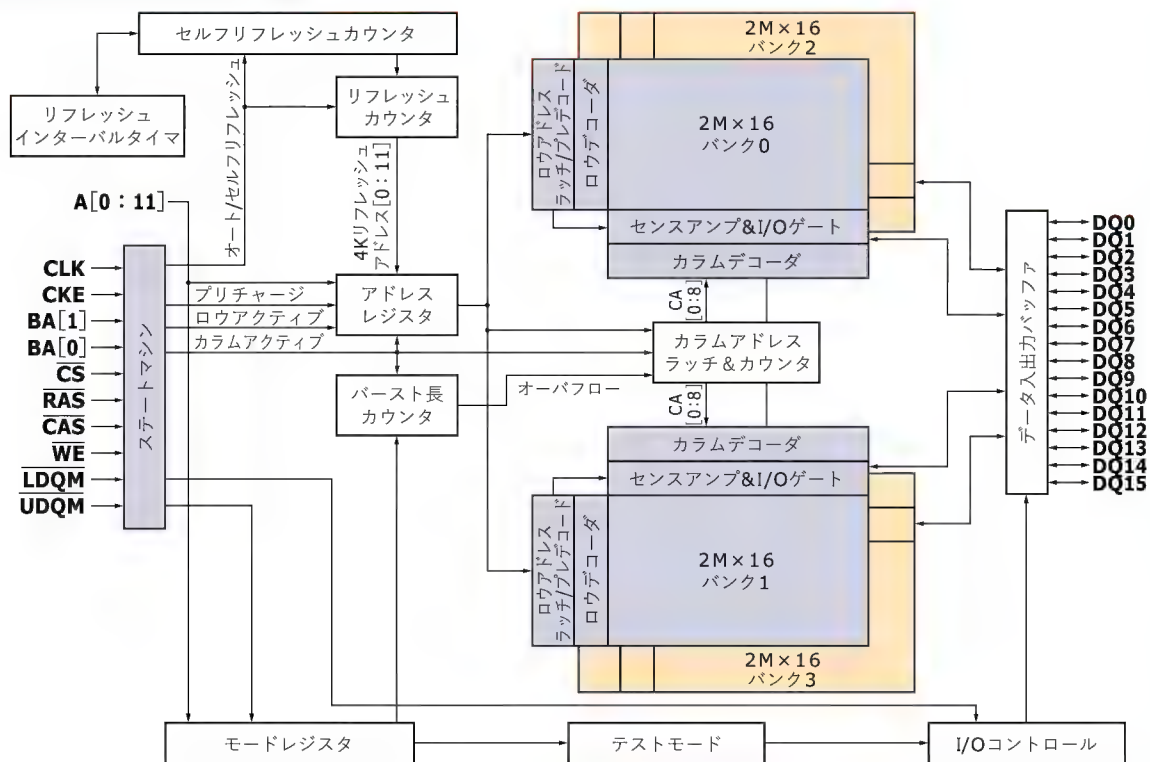 セルフリフレッシュカウンタ
リフレッシュ
インターバルタイマ
オート/セルフリフレッシュ
リフレッシュ
カウンタ
4Kリフレッシュ
アドレス[0：11]
A[0：11]
CLK
CKE
BA[1]
BA[0]
C̅S̅
R̅A̅S̅
C̅A̅S̅
W̅E̅
L̅D̅Q̅M̅
U̅D̅Q̅M̅
ステートマシン
プリチャージ
ロウアクティブ
カラムアクティブ
アドレス
レジスタ
バースト長
カウンタ
オーバフロー
2M×16
バンク2
ロウアドレス
ラッチ/プレデコード
ロウデコーダ
2M×16
バンク0
センスアンプ&I/Oゲート
カラムデコーダ
CA
[0:8]
カラムアドレス
ラッチ&カウンタ
CA
[0:8]
カラムデコーダ
センスアンプ&I/Oゲート
ロウアドレス
ラッチ/プレデコード
ロウデコーダ
2M×16
バンク1
2M×16
バンク3
データ入出力バッファ
DQ0
DQ1
DQ2
DQ3
DQ4
DQ5
DQ6
DQ7
DQ8
DQ9
DQ10
DQ11
DQ12
DQ13
DQ14
DQ15
モードレジスタ
テストモード
I/Oコントロール